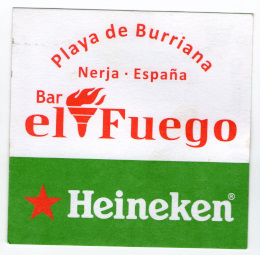 Playa de Burriana
Nerja · España
Bar
el Fuego
Heineken®